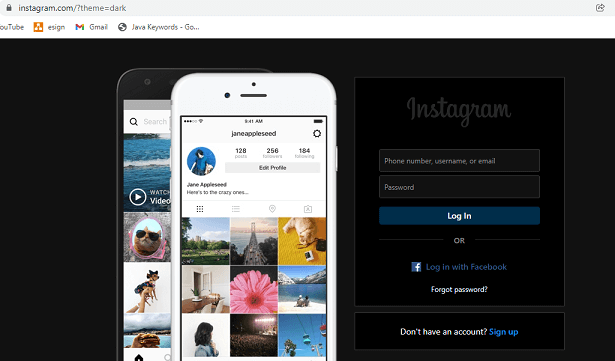 instagram.com/?theme=dark
ouTube esign Gmail Java Keywords - Go...
Instagram
Search
9:41 AM
janeappleseed
128 256 184
posts followers following
Edit Profile
Jane Appleseed
Here's to the crazy ones...
WATCH
Video
Phone number, username, or email
Password
Log In
OR
Log in with Facebook
Forgot password?
Don't have an account? Sign up